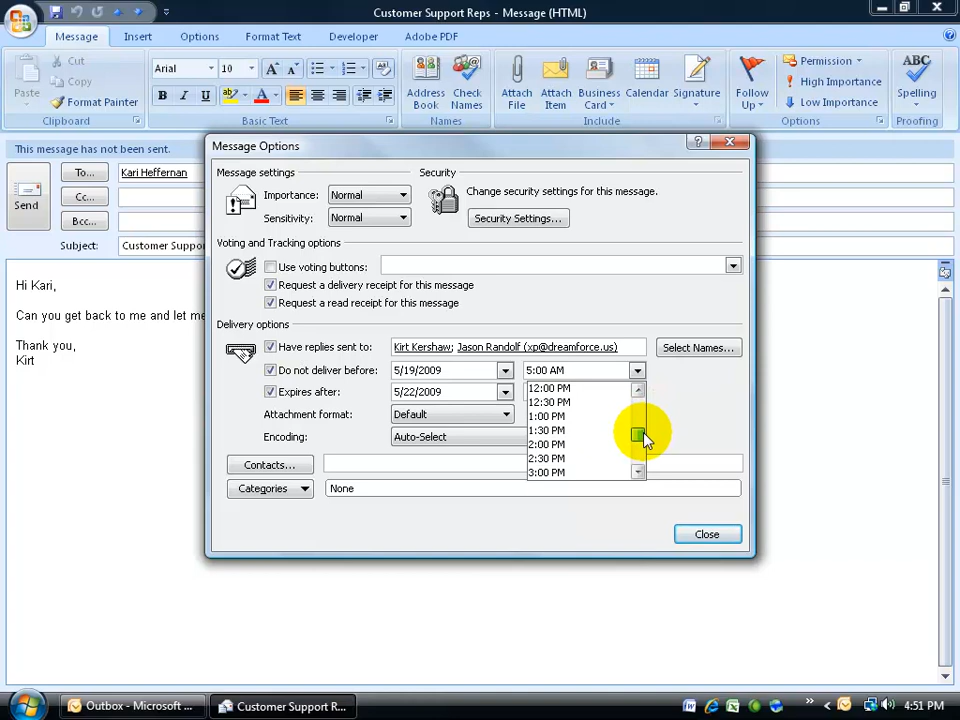 Customer Support Reps - Message (HTML)
Message Insert Options Format Text Developer Adobe PDF
Paste
Cut
Copy
Format Painter
Clipboard
Arial 10
B I U ab A
Basic Text
Address Book
Check Names
Names
Attach File
Attach Item
Business Card
Calendar
Signature
Include
Follow Up
Permission
High Importance
Low Importance
Options
ABC
Spelling
Proofing
This message has not been sent.
Send
To... Kari Heffernan
Cc...
Bcc...
Subject: Customer Suppo
Hi Kari,
Can you get back to me and let me
Thank you,
Kirt
Message Options
Message settings
Importance: Normal
Sensitivity: Normal
Security
Change security settings for this message.
Security Settings...
Voting and Tracking options
Use voting buttons:
Request a delivery receipt for this message
Request a read receipt for this message
Delivery options
Have replies sent to: Kirt Kershaw; Jason Randolf (xp@dreamforce.us) Select Names...
Do not deliver before: 5/19/2009 5:00 AM
Expires after: 5/22/2009
12:00 PM
12:30 PM
1:00 PM
1:30 PM
2:00 PM
2:30 PM
3:00 PM
Attachment format: Default
Encoding: Auto-Select
Contacts...
Categories None
Close
Outbox - Microsoft ...
Customer Support R...
4:51 PM